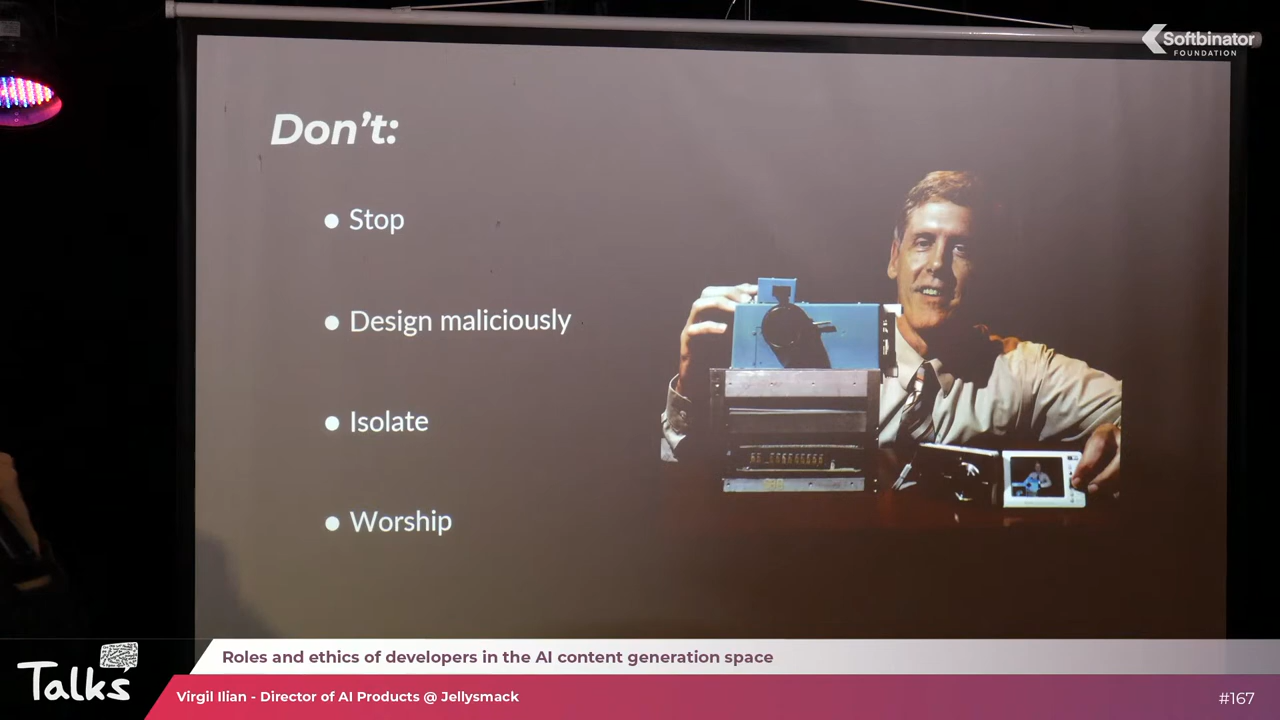 Softbinator
FOUNDATION
Don't:
• Stop
• Design maliciously
• Isolate
• Worship
Talks
Roles and ethics of developers in the AI content generation space
Virgil Ilian - Director of AI Products @ Jellysmack
#167